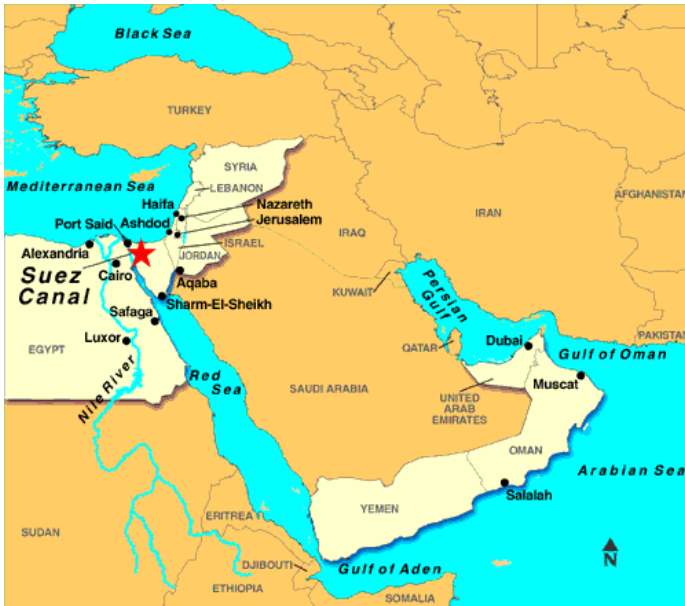 Black Sea
TURKEY
SYRIA
Mediterranean Sea
LEBANON
AFGHANISTAN
Haifa
Nazareth
Port Said
Ashdod
Jerusalem
IRAN
IRAQ
ISRAEL
Alexandria
JORDAN
Suez
Canal
Cairo
Aqaba
KUWAIT
Persian
Gulf
Sharm-El-Sheikh
Safaga
PAKISTAN
Luxor
QATAR
Dubai
Gulf of Oman
EGYPT
Nile River
Red
Sea
SAUDI ARABIA
UNITED
ARAB
EMIRATES
Muscat
OMAN
Arabian Sea
Salalah
YEMEN
SUDAN
ERITREA
DJIBOUTI
Gulf of Aden
ETHIOPIA
SOMALIA
N